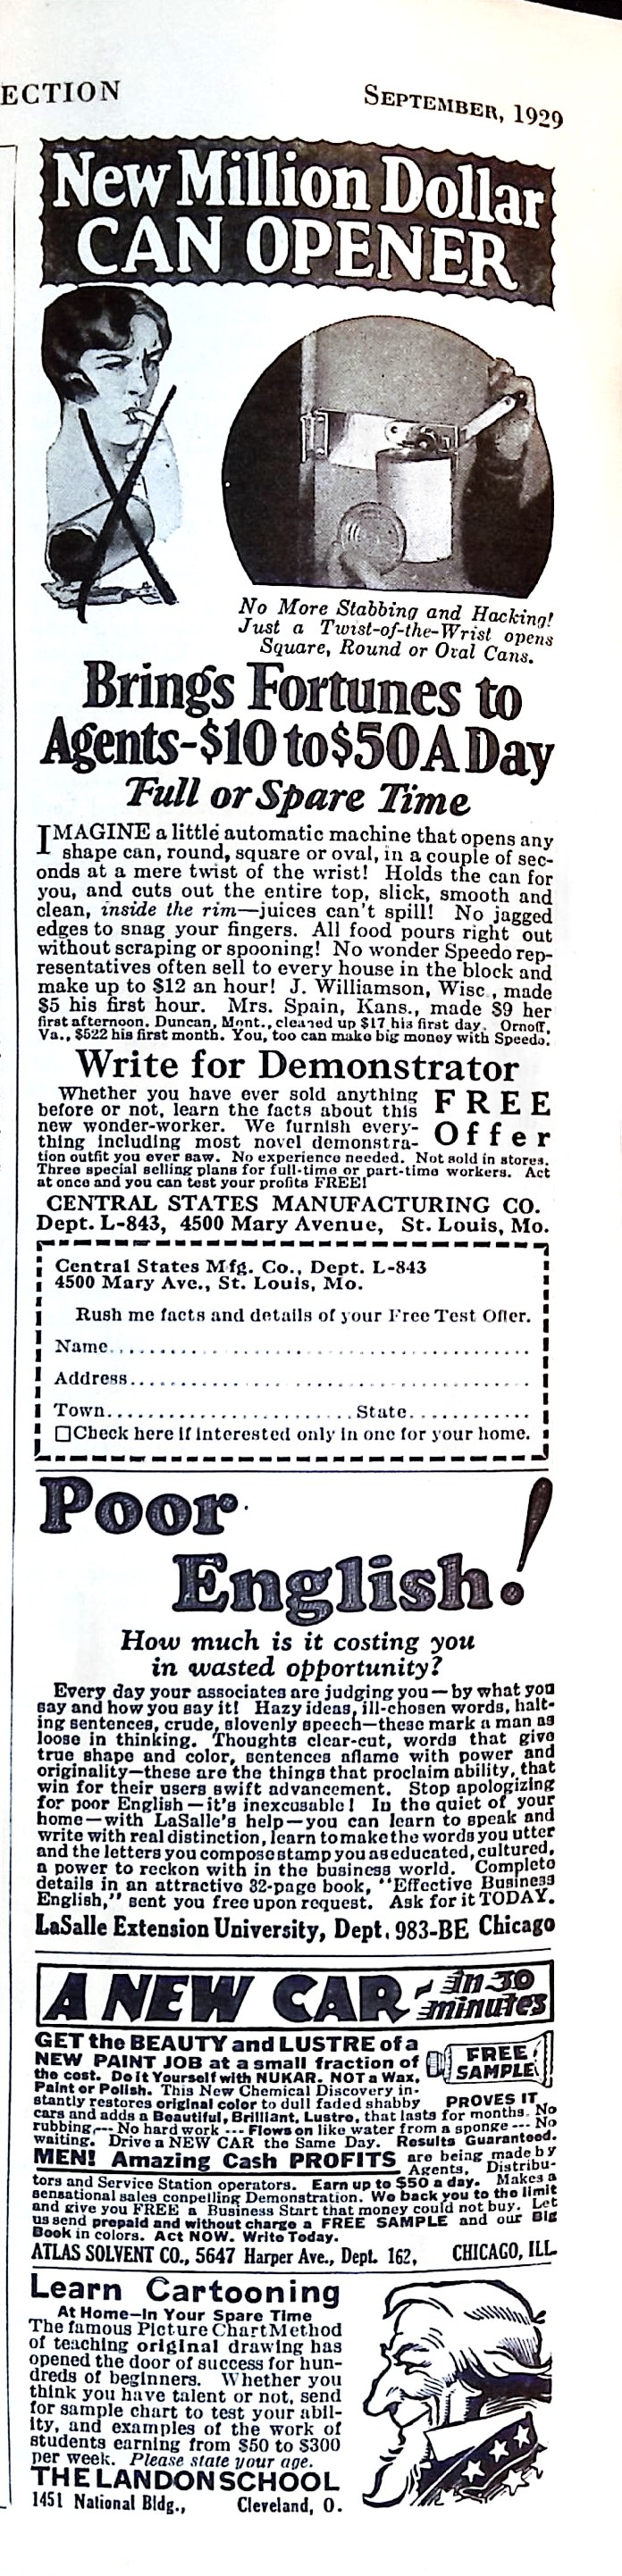 ECTION
SEPTEMBER, 1929
New Million Dollar
CAN OPENER
No More Stabbing and Hacking!
Just a Twist-of-the-Wrist opens
Square, Round or Oval Cans.
Brings Fortunes to
Agents-$10 to $50 A Day
Full or Spare Time
IMAGINE a little automatic machine that opens any
shape can, round, square or oval, in a couple of sec-
onds at a mere twist of the wrist! Holds the can for
you, and cuts out the entire top, slick, smooth and
clean, inside the rim—juices can't spill! No jagged
edges to snag your fingers. All food pours right out
without scraping or spooning! No wonder Speedo rep-
resentatives often sell to every house in the block and
make up to $12 an hour! J. Williamson, Wisc., made
$5 his first hour. Mrs. Spain, Kans., made $9 her
first afternoon. Duncan, Mont., cleaned up $17 his first day. Ornoff,
Va., $522 his first month. You, too can make big money with Speedo.
Write for Demonstrator
Whether you have ever sold anything
before or not, learn the facts about this
new wonder-worker. We furnish every-
thing including most novel demonstra-
FREE
Offer
tion outfit you ever saw. No experience needed. Not sold in stores.
Three special selling plans for full-time or part-time workers. Act
at once and you can test your profits FREE!
CENTRAL STATES MANUFACTURING CO.
Dept. L-843, 4500 Mary Avenue, St. Louis, Mo.
Central States Mfg. Co., Dept. L-843
4500 Mary Ave., St. Louis, Mo.
Rush me facts and details of your Free Test Offer.
Name
Address
Town State
□Check here if interested only in one for your home.
Poor
English!
How much is it costing you
in wasted opportunity?
Every day your associates are judging you—by what you
say and how you say it! Hazy ideas, ill-chosen words, halt-
ing sentences, crude, slovenly speech—these mark a man as
loose in thinking. Thoughts clear-cut, words that give
true shape and color, sentences aflame with power and
originality—these are the things that proclaim ability, that
win for their users swift advancement. Stop apologizing
for poor English—it's inexcusable! In the quiet of your
home—with LaSalle's help—you can learn to speak and
write with real distinction, learn to make the words you utter
and the letters you compose stamp you as educated, cultured,
a power to reckon with in the business world. Complete
details in an attractive 32-page book, "Effective Business
English," sent you free upon request. Ask for it TODAY.
LaSalle Extension University, Dept. 983-BE Chicago
A NEW CAR - in 30
minutes
GET the BEAUTY and LUSTRE of a
NEW PAINT JOB at a small fraction of
the cost. Do it Yourself with NUKAR. NOT a Wax,
Paint or Polish. This New Chemical Discovery in-
FREE
SAMPLE
PROVES IT
stantly restores original color to dull faded shabby
cars and adds a Beautiful, Brilliant, Lustre, that lasts for months. No
rubbing,-- No hard work --- Flows on like water from a sponge --- No
waiting. Drive a NEW CAR the Same Day. Results Guaranteed.
MEN! Amazing Cash PROFITS are being made by
Agents, Distribu-
tors and Service Station operators. Earn up to $50 a day. Makes a
sensational sales conpelling Demonstration. We back you to the limit
and give you FREE a Business Start that money could not buy. Let
us send prepaid and without charge a FREE SAMPLE and our Big
Book in colors. Act NOW. Write Today.
ATLAS SOLVENT CO., 5647 Harper Ave., Dept. 162, CHICAGO, ILL.
Learn Cartooning
At Home—In Your Spare Time
The famous Picture Chart Method
of teaching original drawing has
opened the door of success for hun-
dreds of beginners. Whether you
think you have talent or not, send
for sample chart to test your abil-
ity, and examples of the work of
students earning from $50 to $300
per week. Please state your age.
THE LANDON SCHOOL
1451 National Bldg., Cleveland, O.